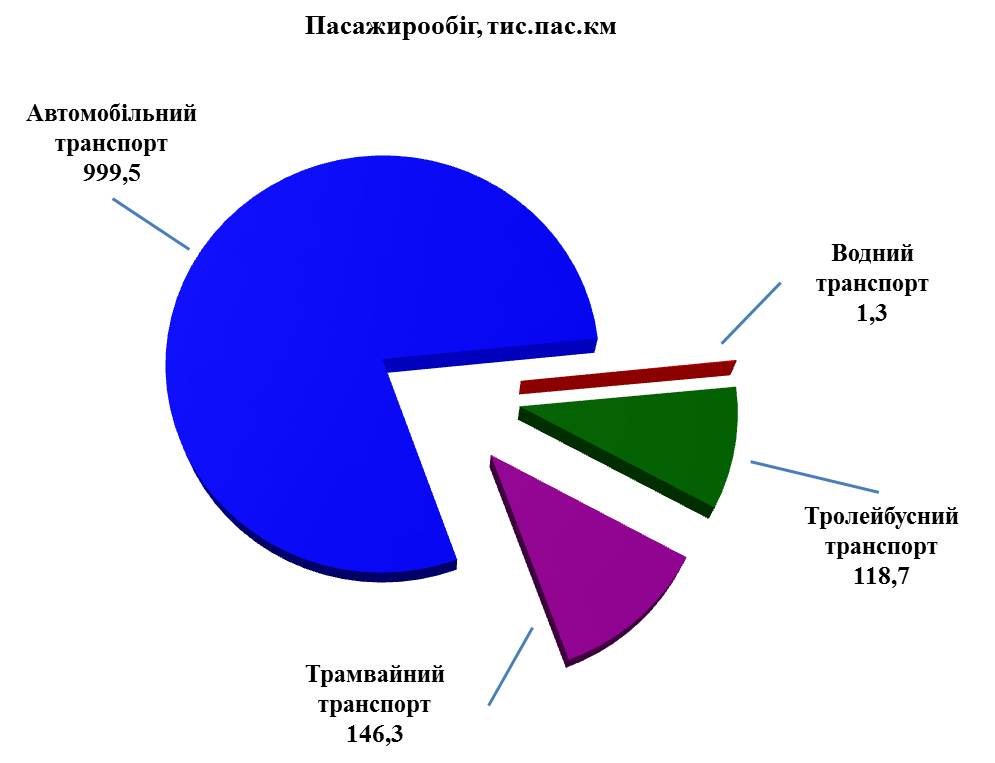 Пасажирообіг, тис.пас.км
Автомобільний
транспорт
999,5
Водний
транспорт
1,3
Тролейбусний
транспорт
118,7
Трамвайний
транспорт
146,3